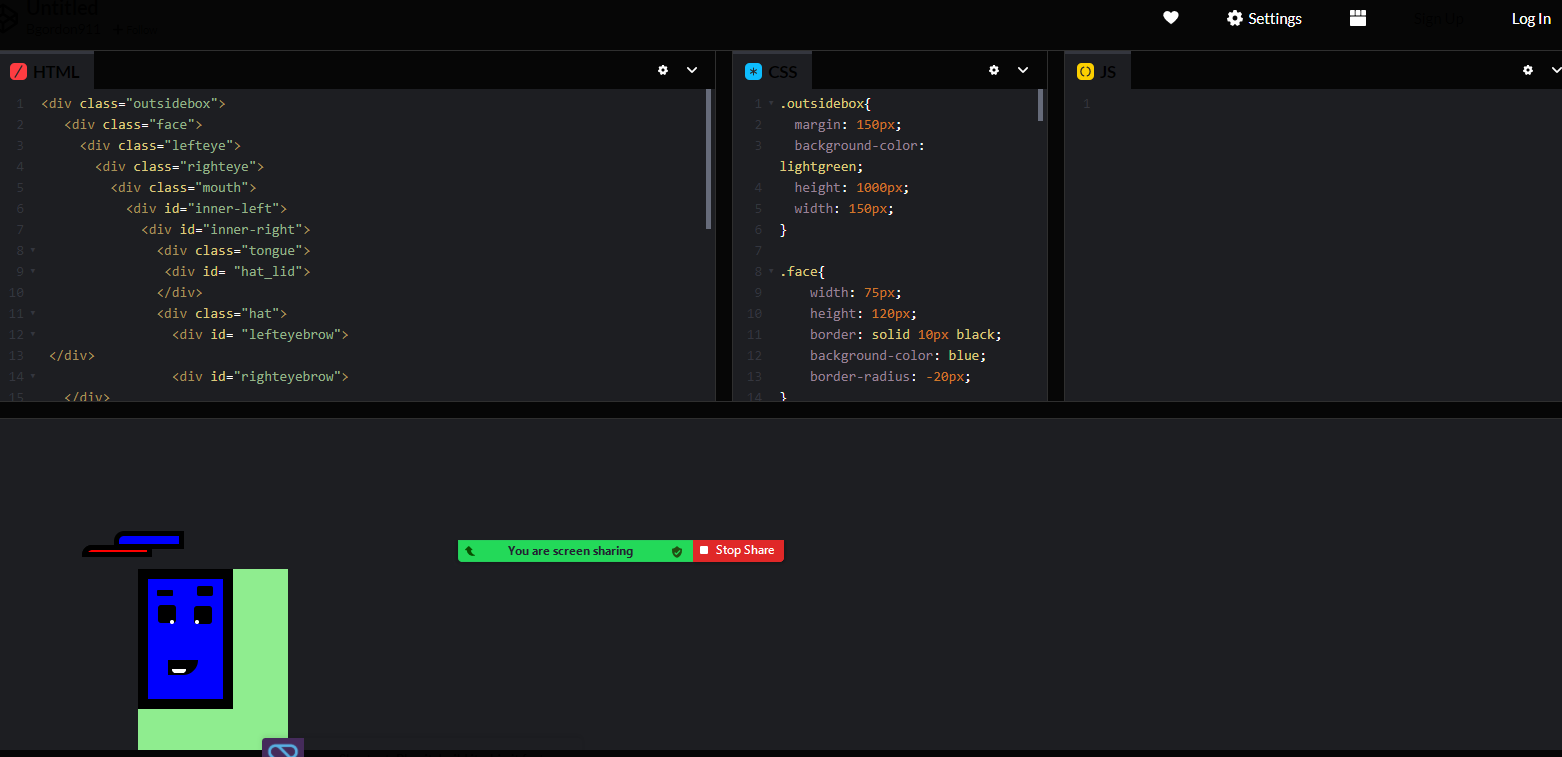 Untitled
Settings
Sign Up
Log In
HTML
1 <div class="outsidebox">
2 <div class="face">
3 <div class="lefteye">
4 <div class="righteye">
5 <div class="mouth">
6 <div id="inner-left">
7 <div id="inner-right">
8 <div class="tongue">
9 <div id= "hat_lid">
10 </div>
11 <div class="hat">
12 <div id= "lefteyebrow">
13 </div>
14 <div id="righteyebrow">
15 </div>
CSS
1 .outsidebox{
2 margin: 150px;
3 background-color:
lightgreen;
4 height: 1000px;
5 width: 150px;
6 }
7
8 .face{
9 width: 75px;
10 height: 120px;
11 border: solid 10px black;
12 background-color: blue;
13 border-radius: -20px;
14 }
JS
1
You are screen sharing
Stop Share